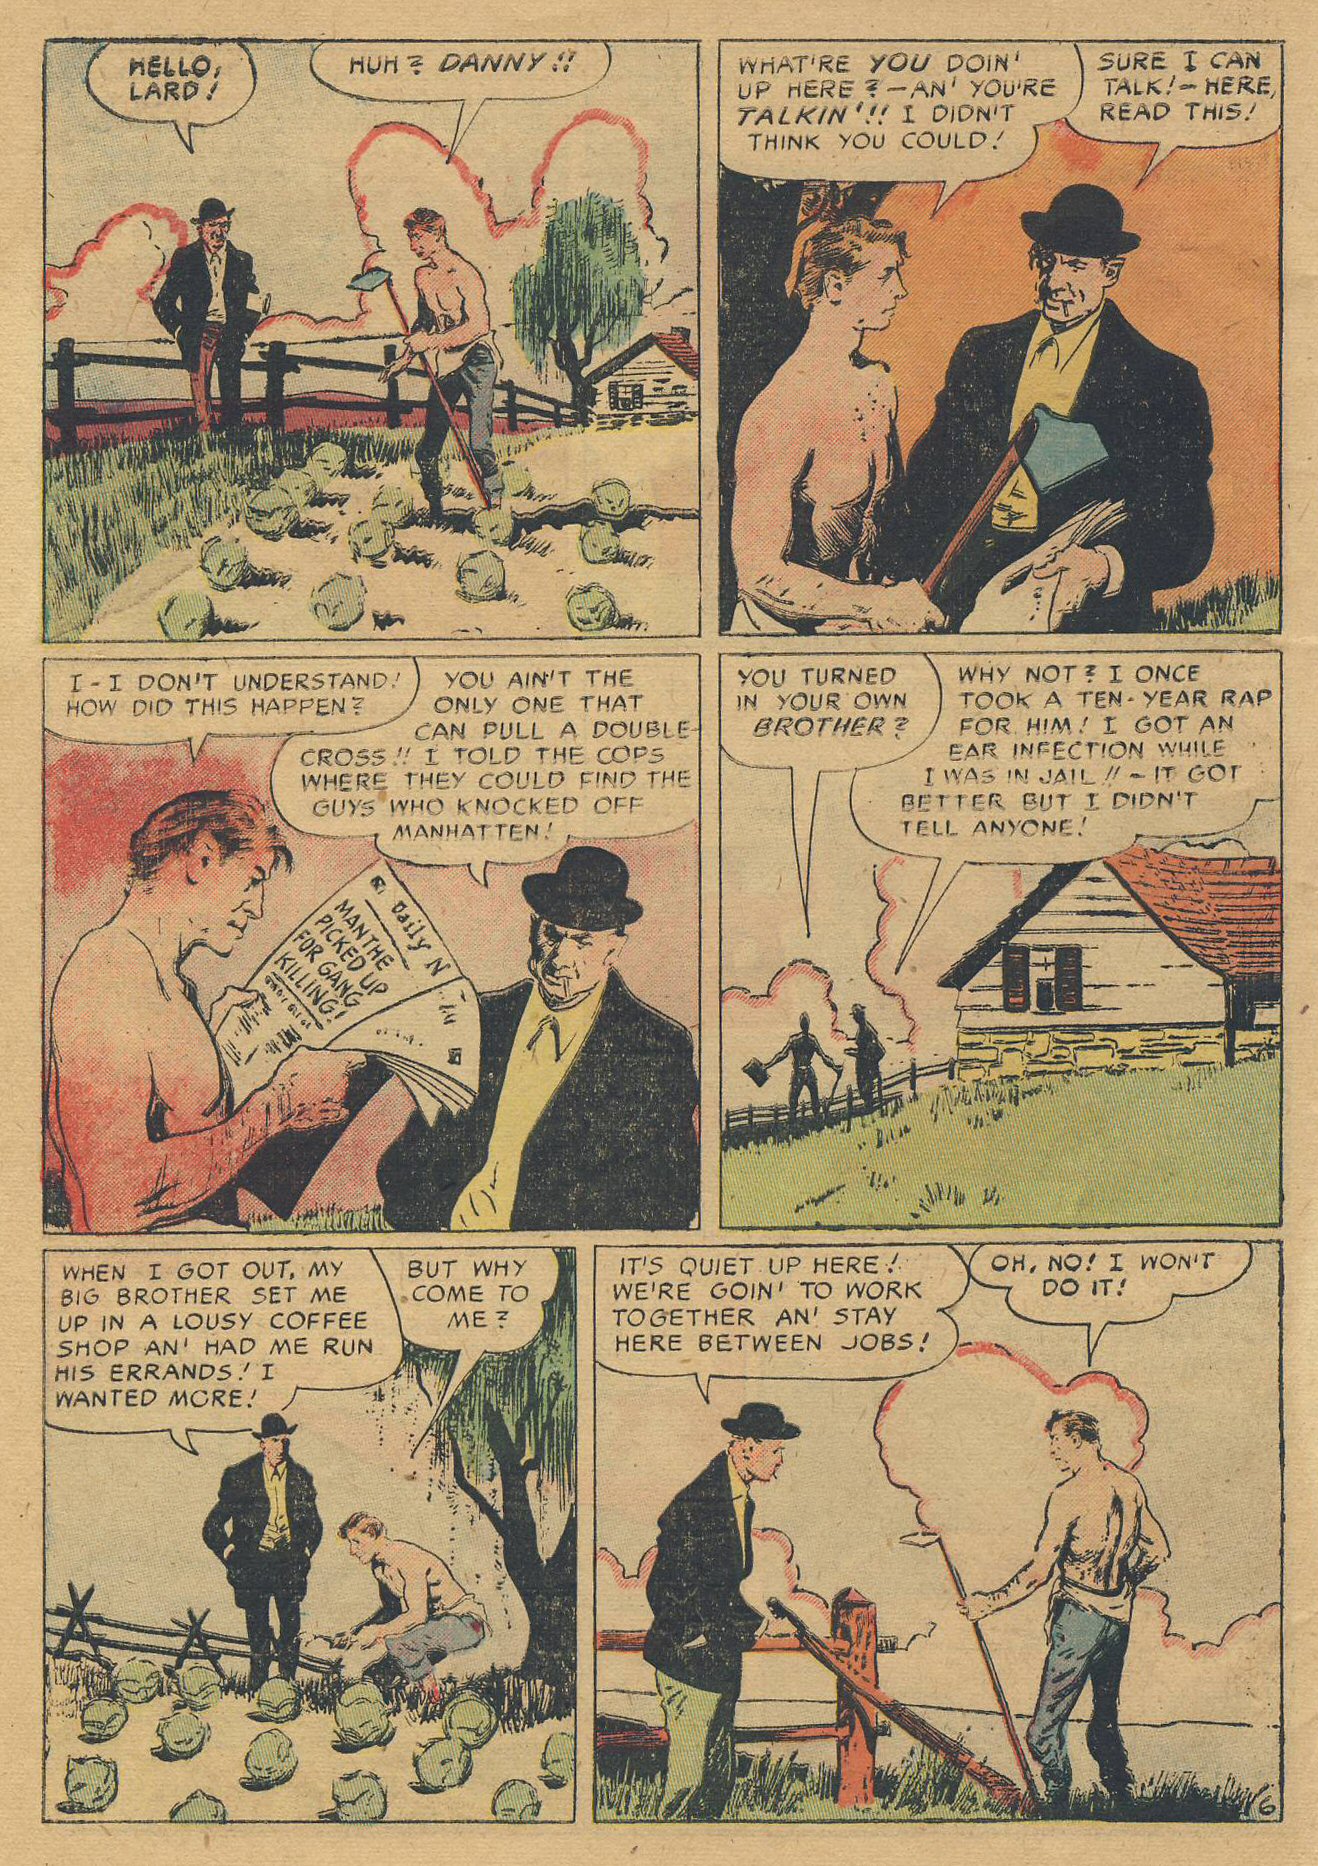 HELLO,
LARD!
HUH? DANNY!!
WHAT'RE YOU DOIN'
UP HERE?—AN' YOU'RE
TALKIN'!! I DIDN'T
THINK YOU COULD!
SURE I CAN
TALK!—HERE,
READ THIS!
I-I DON'T UNDERSTAND!
HOW DID THIS HAPPEN?
YOU AIN'T THE
ONLY ONE THAT
CAN PULL A DOUBLE-
CROSS!! I TOLD THE COPS
WHERE THEY COULD FIND THE
GUYS WHO KNOCKED OFF
MANHATTEN!
Daily N
MANTHE
PICKED UP
FOR GANG
KILLING!
YOU TURNED
IN YOUR OWN
BROTHER?
WHY NOT? I ONCE
TOOK A TEN-YEAR RAP
FOR HIM! I GOT AN
EAR INFECTION WHILE
I WAS IN JAIL!!—IT GOT
BETTER BUT I DIDN'T
TELL ANYONE!
WHEN I GOT OUT, MY
BIG BROTHER SET ME
UP IN A LOUSY COFFEE
SHOP AN' HAD ME RUN
HIS ERRANDS! I
WANTED MORE!
BUT WHY
COME TO
ME?
IT'S QUIET UP HERE!
WE'RE GOIN' TO WORK
TOGETHER AN' STAY
HERE BETWEEN JOBS!
OH, NO! I WON'T
DO IT!
6